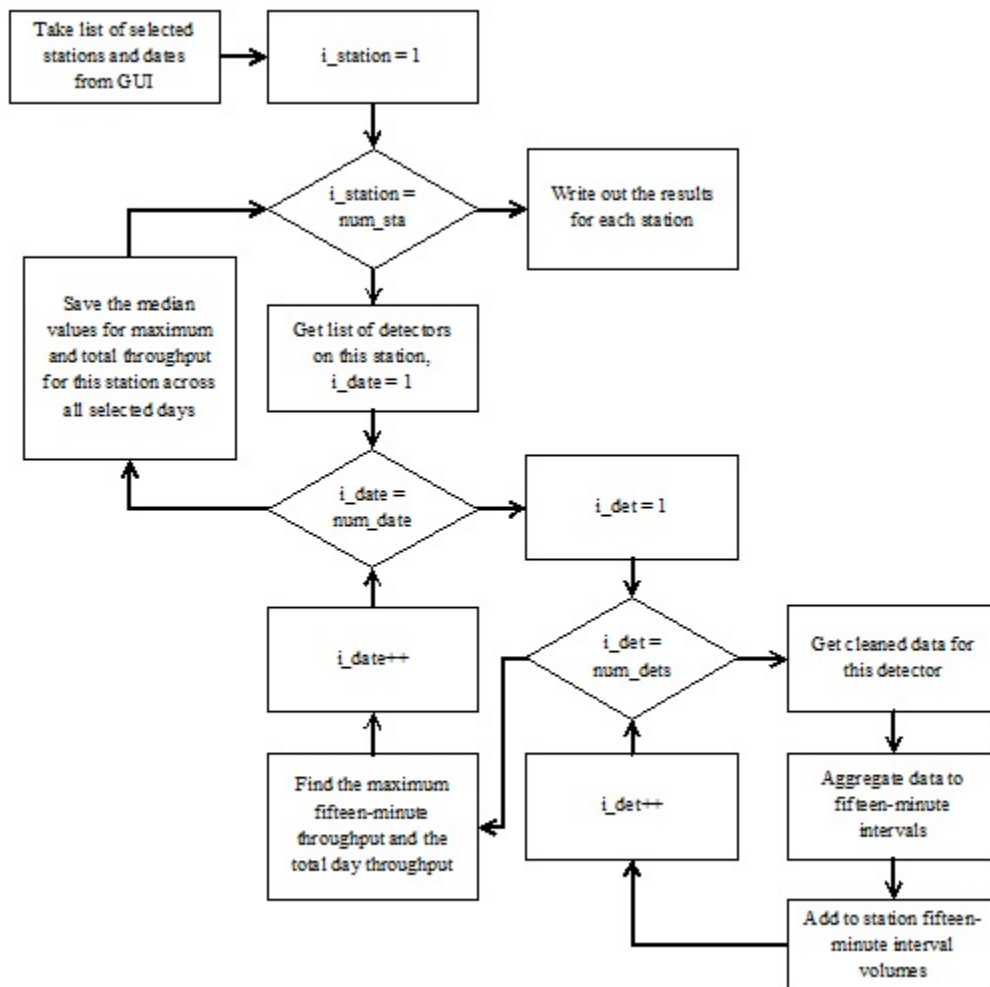 Take list of selected
stations and dates
from GUI
i_station = 1
i_station =
num_sta
Write out the results
for each station
Save the median
values for maximum
and total throughput
for this station across
all selected days
Get list of detectors
on this station,
i_date = 1
i_date =
num_date
i_det = 1
i_date++
i_det =
num_dets
Get cleaned data for
this detector
Find the maximum
fifteen-minute
throughput and the
total day throughput
i_det++
Aggregate data to
fifteen-minute
intervals
Add to station fifteen-
minute interval
volumes